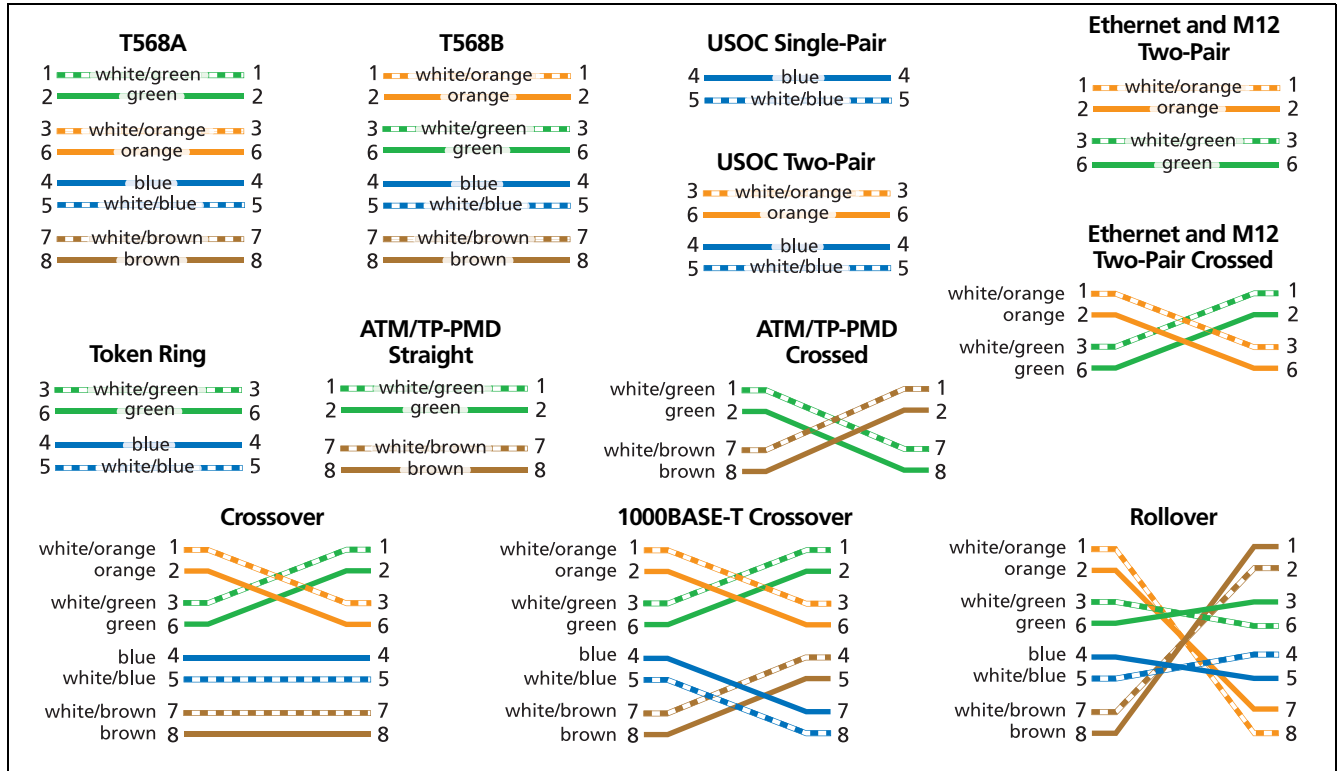 T568A
1 white/green 1
2 green 2
3 white/orange 3
6 orange 6
4 blue 4
5 white/blue 5
7 white/brown 7
8 brown 8
T568B
1 white/orange 1
2 orange 2
3 white/green 3
6 green 6
4 blue 4
5 white/blue 5
7 white/brown 7
8 brown 8
USOC Single-Pair
4 blue 4
5 white/blue 5
USOC Two-Pair
3 white/orange 3
6 orange 6
4 blue 4
5 white/blue 5
Ethernet and M12
Two-Pair
1 white/orange 1
2 orange 2
3 white/green 3
6 green 6
Ethernet and M12
Two-Pair Crossed
white/orange 1 1
orange 2 2
white/green 3 3
green 6 6
Token Ring
3 white/green 3
6 green 6
4 blue 4
5 white/blue 5
ATM/TP-PMD
Straight
1 white/green 1
2 green 2
7 white/brown 7
8 brown 8
ATM/TP-PMD
Crossed
white/green 1 1
green 2 2
white/brown 7 7
brown 8 8
Crossover
white/orange 1 1
orange 2 2
white/green 3 3
green 6 6
blue 4 4
white/blue 5 5
white/brown 7 7
brown 8 8
1000BASE-T Crossover
white/orange 1 1
orange 2 2
white/green 3 3
green 6 6
blue 4 4
white/blue 5 5
white/brown 7 7
brown 8 8
Rollover
white/orange 1 1
orange 2 2
white/green 3 3
green 6 6
blue 4 4
white/blue 5 5
white/brown 7 7
brown 8 8